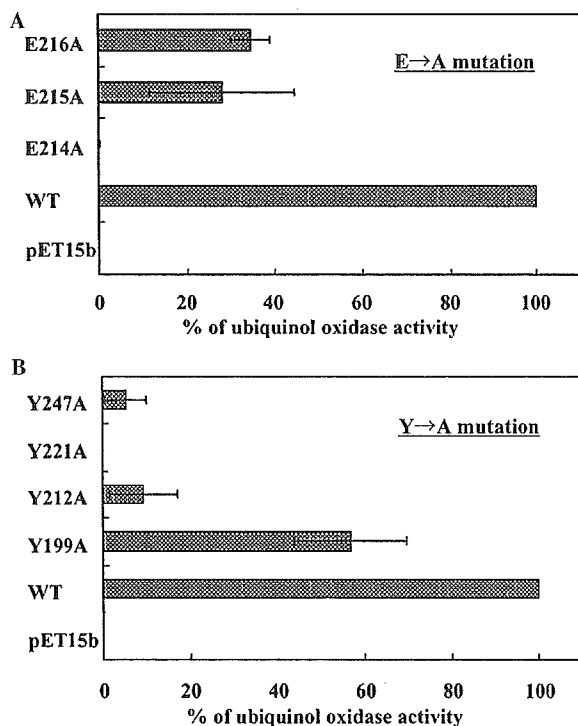 A
E216A
E→A mutation
E215A
E214A
WT
pET15b
0 20 40 60 80 100
% of ubiquinol oxidase activity
B
Y247A
Y→A mutation
Y221A
Y212A
Y199A
WT
pET15b
0 20 40 60 80 100
% of ubiquinol oxidase activity